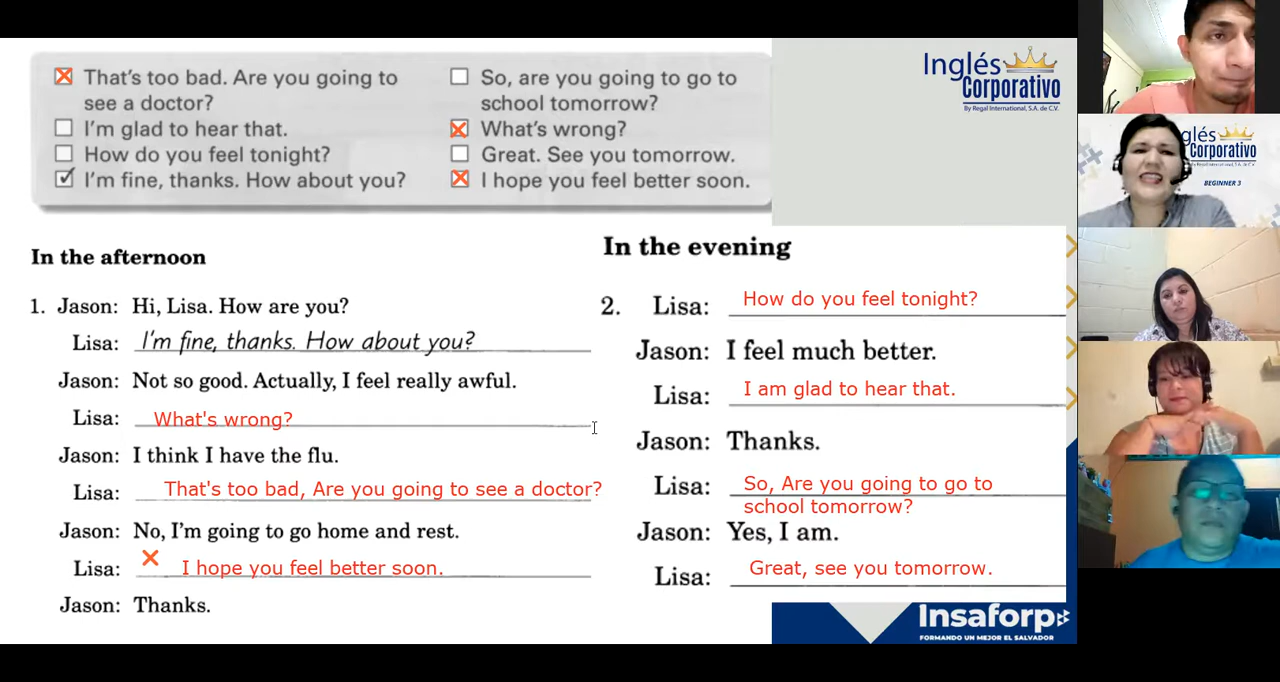 That's too bad. Are you going to
see a doctor?
I'm glad to hear that.
How do you feel tonight?
I'm fine, thanks. How about you?
So, are you going to go to
school tomorrow?
What's wrong?
Great. See you tomorrow.
I hope you feel better soon.
Inglés
Corporativo
By Regal International, S.A. de C.V.
In the afternoon
1. Jason: Hi, Lisa. How are you?
Lisa: I'm fine, thanks. How about you?
Jason: Not so good. Actually, I feel really awful.
Lisa: What's wrong?
Jason: I think I have the flu.
Lisa: That's too bad, Are you going to see a doctor?
Jason: No, I'm going to go home and rest.
Lisa: I hope you feel better soon.
Jason: Thanks.
In the evening
2. Lisa: How do you feel tonight?
Jason: I feel much better.
Lisa: I am glad to hear that.
Jason: Thanks.
Lisa: So, Are you going to go to
school tomorrow?
Jason: Yes, I am.
Lisa: Great, see you tomorrow.
Insaforp
FORMANDO UN MEJOR EL SALVADOR
glés
Corporativo
BEGINNER 3